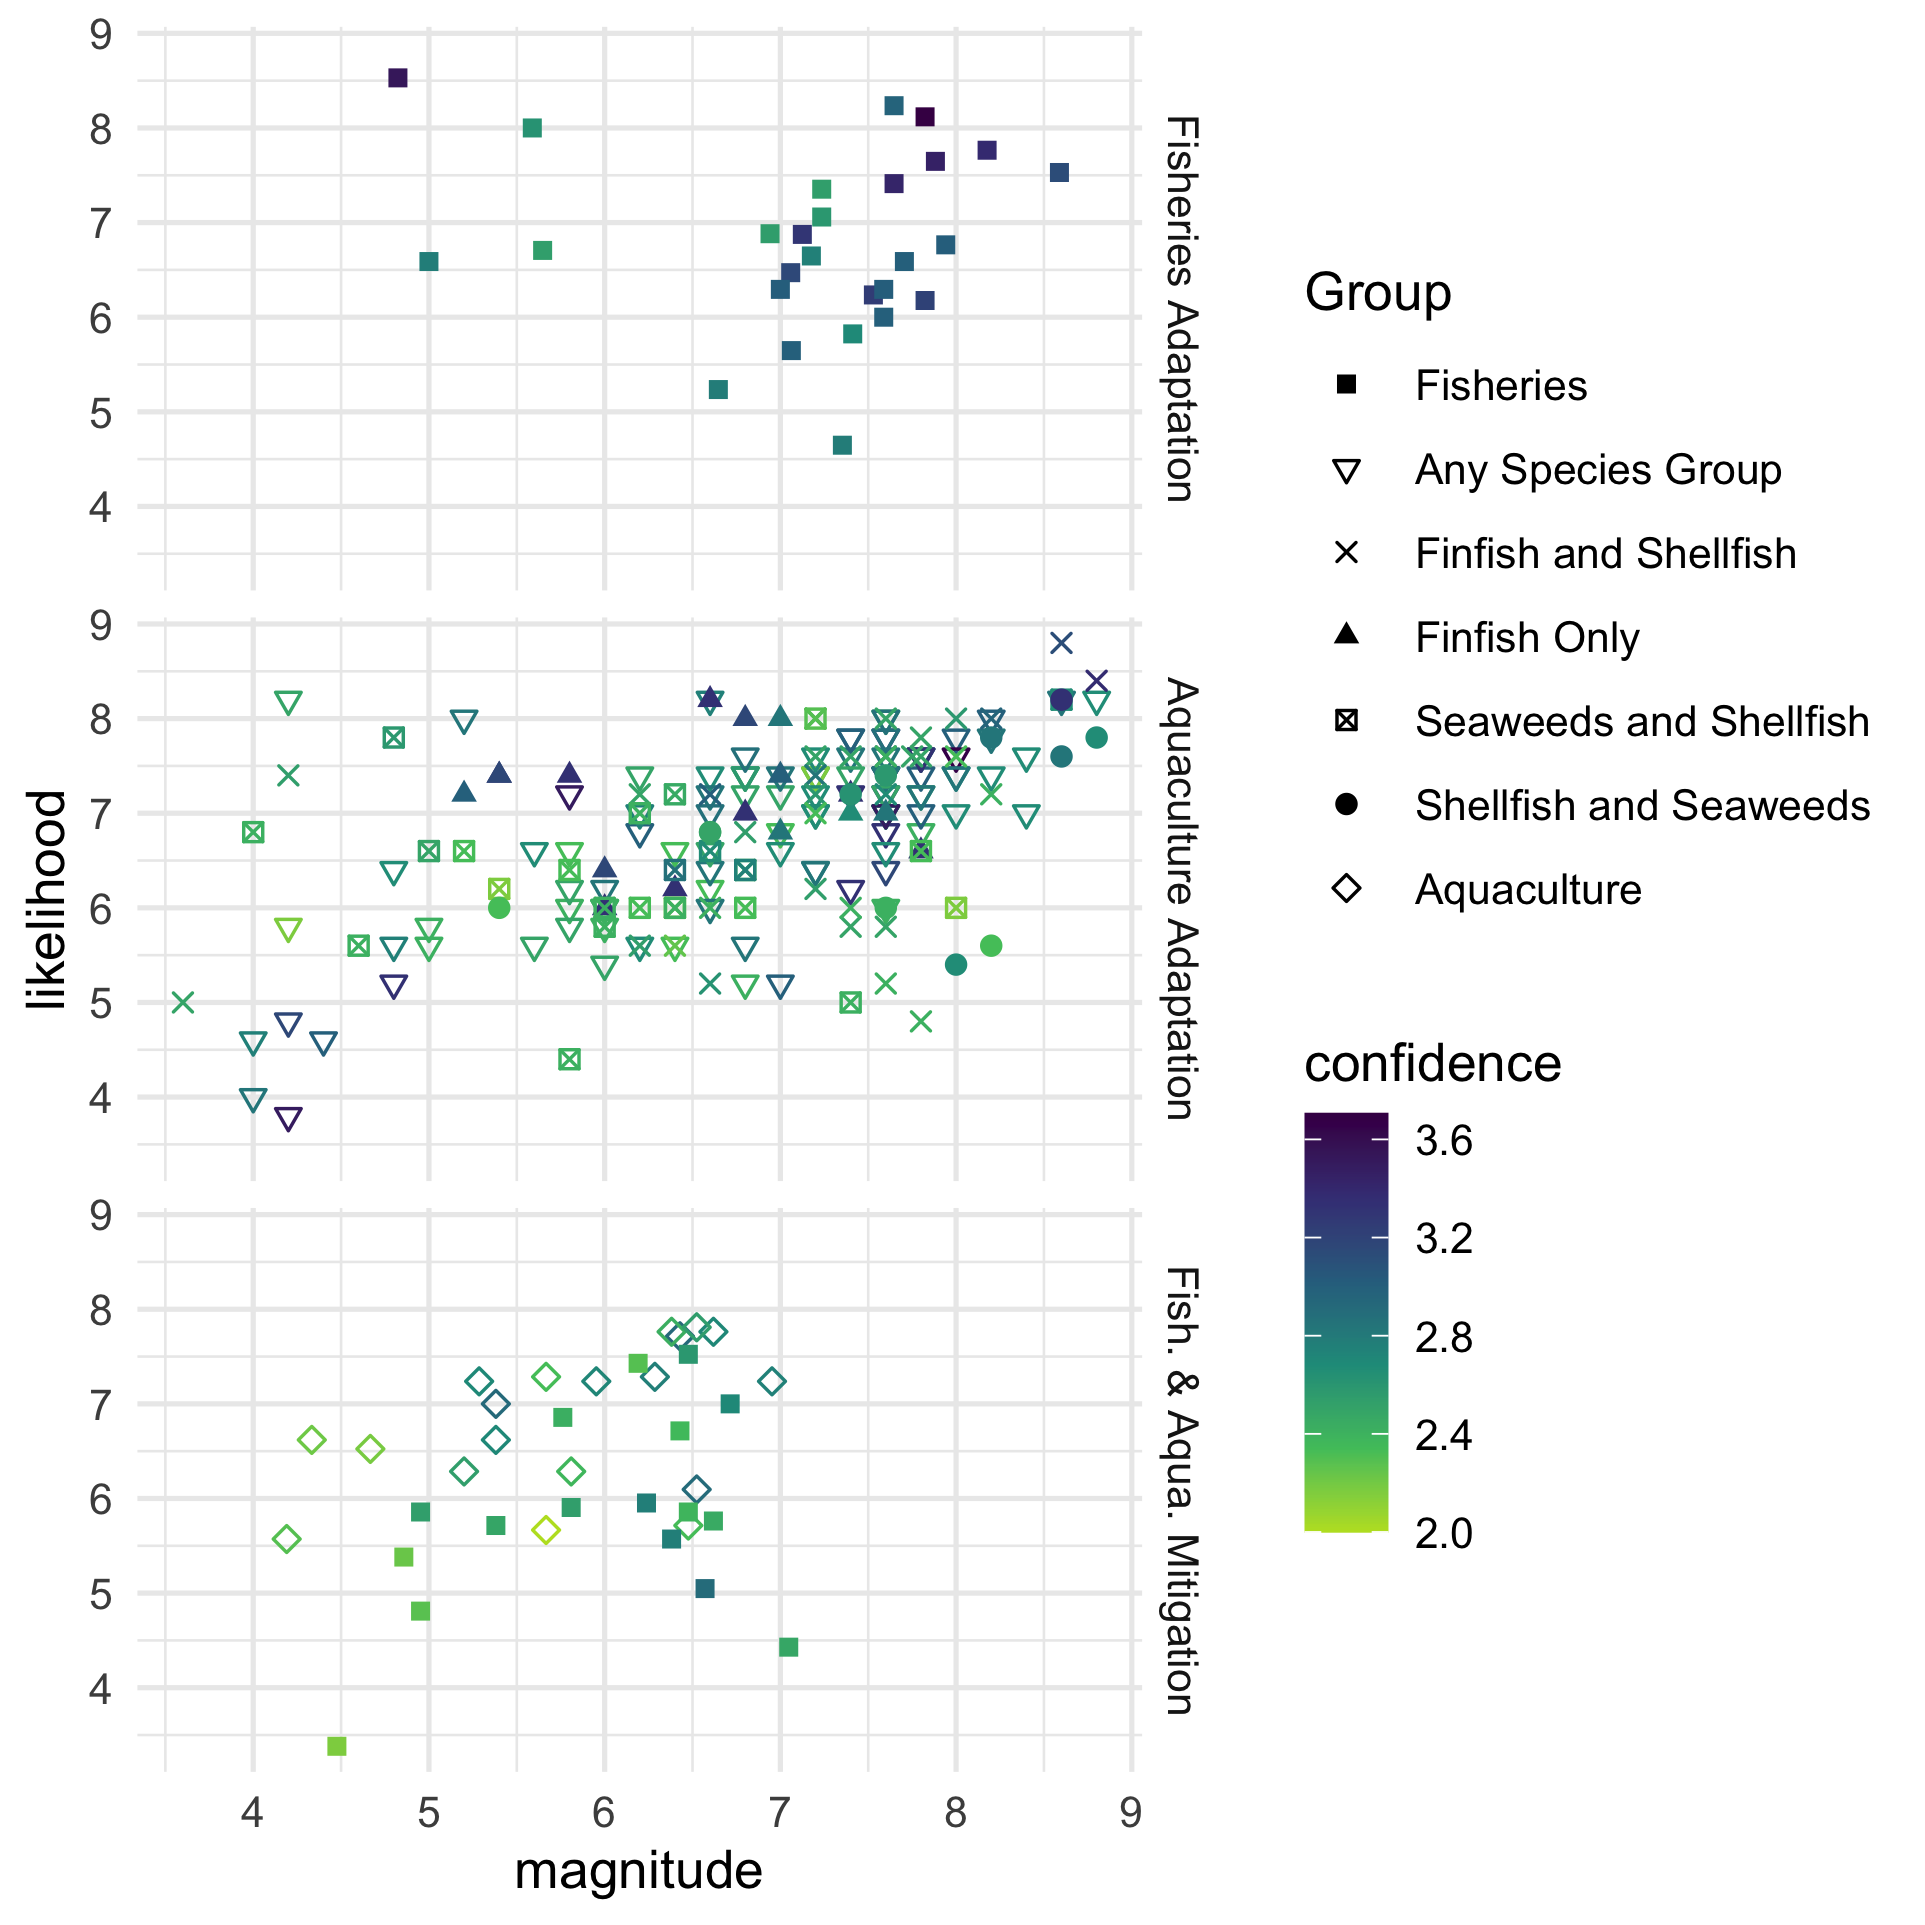 9
8
7
6
5
4
Fisheries Adaptation
9
8
7
6
5
4
Aquaculture Adaptation
9
8
7
6
5
4
Fish. & Aqua. Mitigation
likelihood
4 5 6 7 8 9
magnitude
Group
Fisheries
Any Species Group
Finfish and Shellfish
Finfish Only
Seaweeds and Shellfish
Shellfish and Seaweeds
Aquaculture
confidence
3.6
3.2
2.8
2.4
2.0